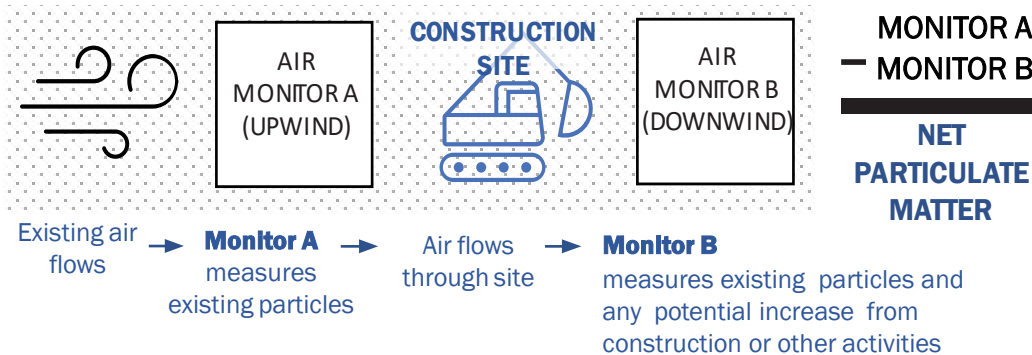 AIR
MONITOR A
(UPWIND)
CONSTRUCTION
SITE
AIR
MONITOR B
(DOWNWIND)
MONITOR A
— MONITOR B
NET
PARTICULATE
MATTER
Existing air
flows
Monitor A
measures
existing particles
Air flows
through site
Monitor B
measures existing particles and
any potential increase from
construction or other activities